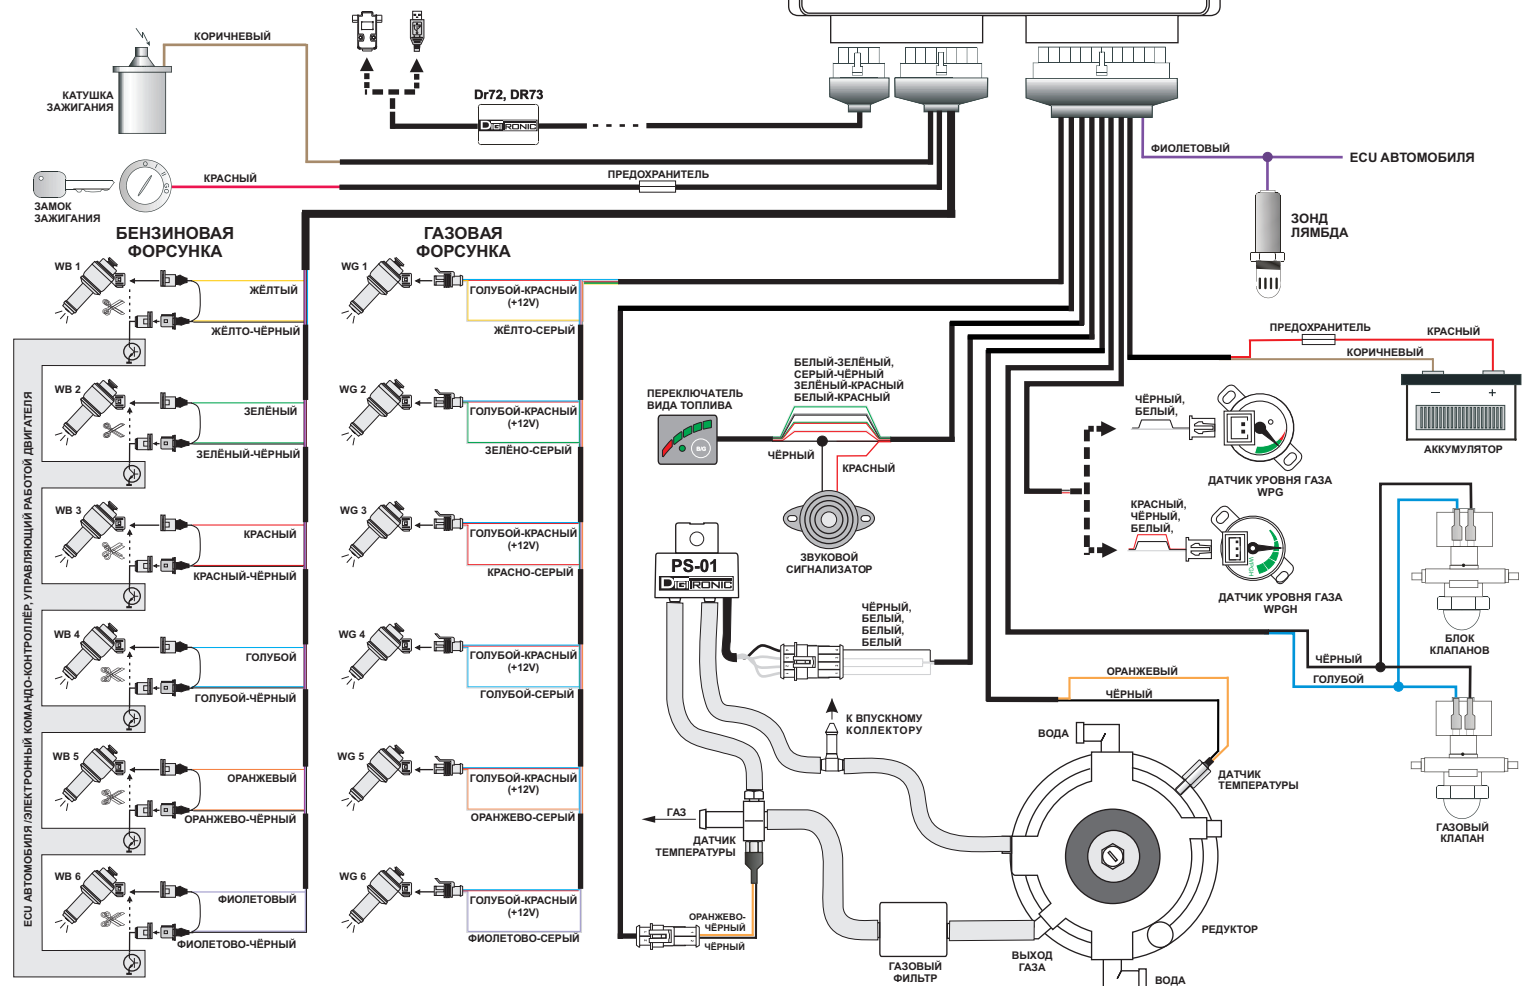 КОРИЧНЕВЫЙ
КАТУШКА
ЗАЖИГАНИЯ
Dr72, DR73
DIGITRONIC
ФИОЛЕТОВЫЙ
ECU АВТОМОБИЛЯ
КРАСНЫЙ
ПРЕДОХРАНИТЕЛЬ
O I II GO
ЗАМОК
ЗАЖИГАНИЯ
ЗОНД
ЛЯМБДА
БЕНЗИНОВАЯ
ФОРСУНКА
ГАЗОВАЯ
ФОРСУНКА
WB 1
ЖЁЛТЫЙ
ЖЁЛТО-ЧЁРНЫЙ
WB 2
ЗЕЛЁНЫЙ
ЗЕЛЁНЫЙ-ЧЁРНЫЙ
WB 3
КРАСНЫЙ
КРАСНЫЙ-ЧЁРНЫЙ
WB 4
ГОЛУБОЙ
ГОЛУБОЙ-ЧЁРНЫЙ
WB 5
ОРАНЖЕВЫЙ
ОРАНЖЕВО-ЧЁРНЫЙ
WB 6
ФИОЛЕТОВЫЙ
ФИОЛЕТОВО-ЧЁРНЫЙ
ECU АВТОМОБИЛЯ /ЭЛЕКТРОННЫЙ КОМАНДО-КОНТРОЛЛЁР, УПРАВЛЯЮЩИЙ РАБОТОЙ ДВИГАТЕЛЯ
WG 1
ГОЛУБОЙ-КРАСНЫЙ
(+12V)
ЖЁЛТО-СЕРЫЙ
WG 2
ГОЛУБОЙ-КРАСНЫЙ
(+12V)
ЗЕЛЁНО-СЕРЫЙ
WG 3
ГОЛУБОЙ-КРАСНЫЙ
(+12V)
КРАСНО-СЕРЫЙ
WG 4
ГОЛУБОЙ-КРАСНЫЙ
(+12V)
ГОЛУБОЙ-СЕРЫЙ
WG 5
ГОЛУБОЙ-КРАСНЫЙ
(+12V)
ОРАНЖЕВО-СЕРЫЙ
WG 6
ГОЛУБОЙ-КРАСНЫЙ
(+12V)
ФИОЛЕТОВО-СЕРЫЙ
ПЕРЕКЛЮЧАТЕЛЬ
ВИДА ТОПЛИВА
B/G
БЕЛЫЙ-ЗЕЛЁНЫЙ,
СЕРЫЙ-ЧЁРНЫЙ
ЗЕЛЁНЫЙ-КРАСНЫЙ
БЕЛЫЙ-КРАСНЫЙ
ЧЁРНЫЙ
КРАСНЫЙ
ЗВУКОВОЙ
СИГНАЛИЗАТОР
PS-01
DIGITRONIC
ЧЁРНЫЙ,
БЕЛЫЙ,
БЕЛЫЙ,
БЕЛЫЙ
К ВПУСКНОМУ
КОЛЛЕКТОРУ
ГАЗ
ДАТЧИК
ТЕМПЕРАТУРЫ
ОРАНЖЕВО-
ЧЁРНЫЙ
ЧЁРНЫЙ
ГАЗОВЫЙ
ФИЛЬТР
ВЫХОД
ГАЗА
ВОДА
РЕДУКТОР
ВОДА
ДАТЧИК
ТЕМПЕРАТУРЫ
ОРАНЖЕВЫЙ
ЧЁРНЫЙ
ПРЕДОХРАНИТЕЛЬ
КРАСНЫЙ
КОРИЧНЕВЫЙ
− +
АККУМУЛЯТОР
ЧЁРНЫЙ,
БЕЛЫЙ,
ДАТЧИК УРОВНЯ ГАЗА
WPG
КРАСНЫЙ,
ЧЁРНЫЙ,
БЕЛЫЙ,
WPGH
ДАТЧИК УРОВНЯ ГАЗА
WPGH
БЛОК
КЛАПАНОВ
ЧЁРНЫЙ
ГОЛУБОЙ
ГАЗОВЫЙ
КЛАПАН